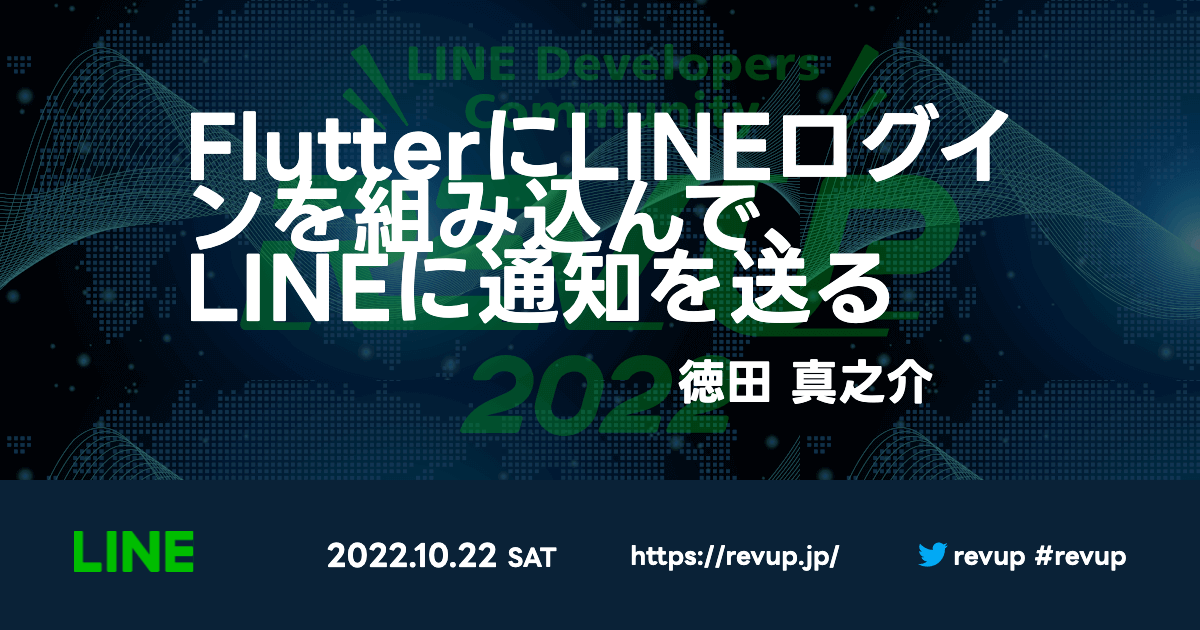 LINE Developers
Community
FlutterにLINEログイ
ンを組み込んで、
LINEに通知を送る
REV UP
2022
徳田 真之介
LINE
2022.10.22 SAT
https://revup.jp/
revup #revup